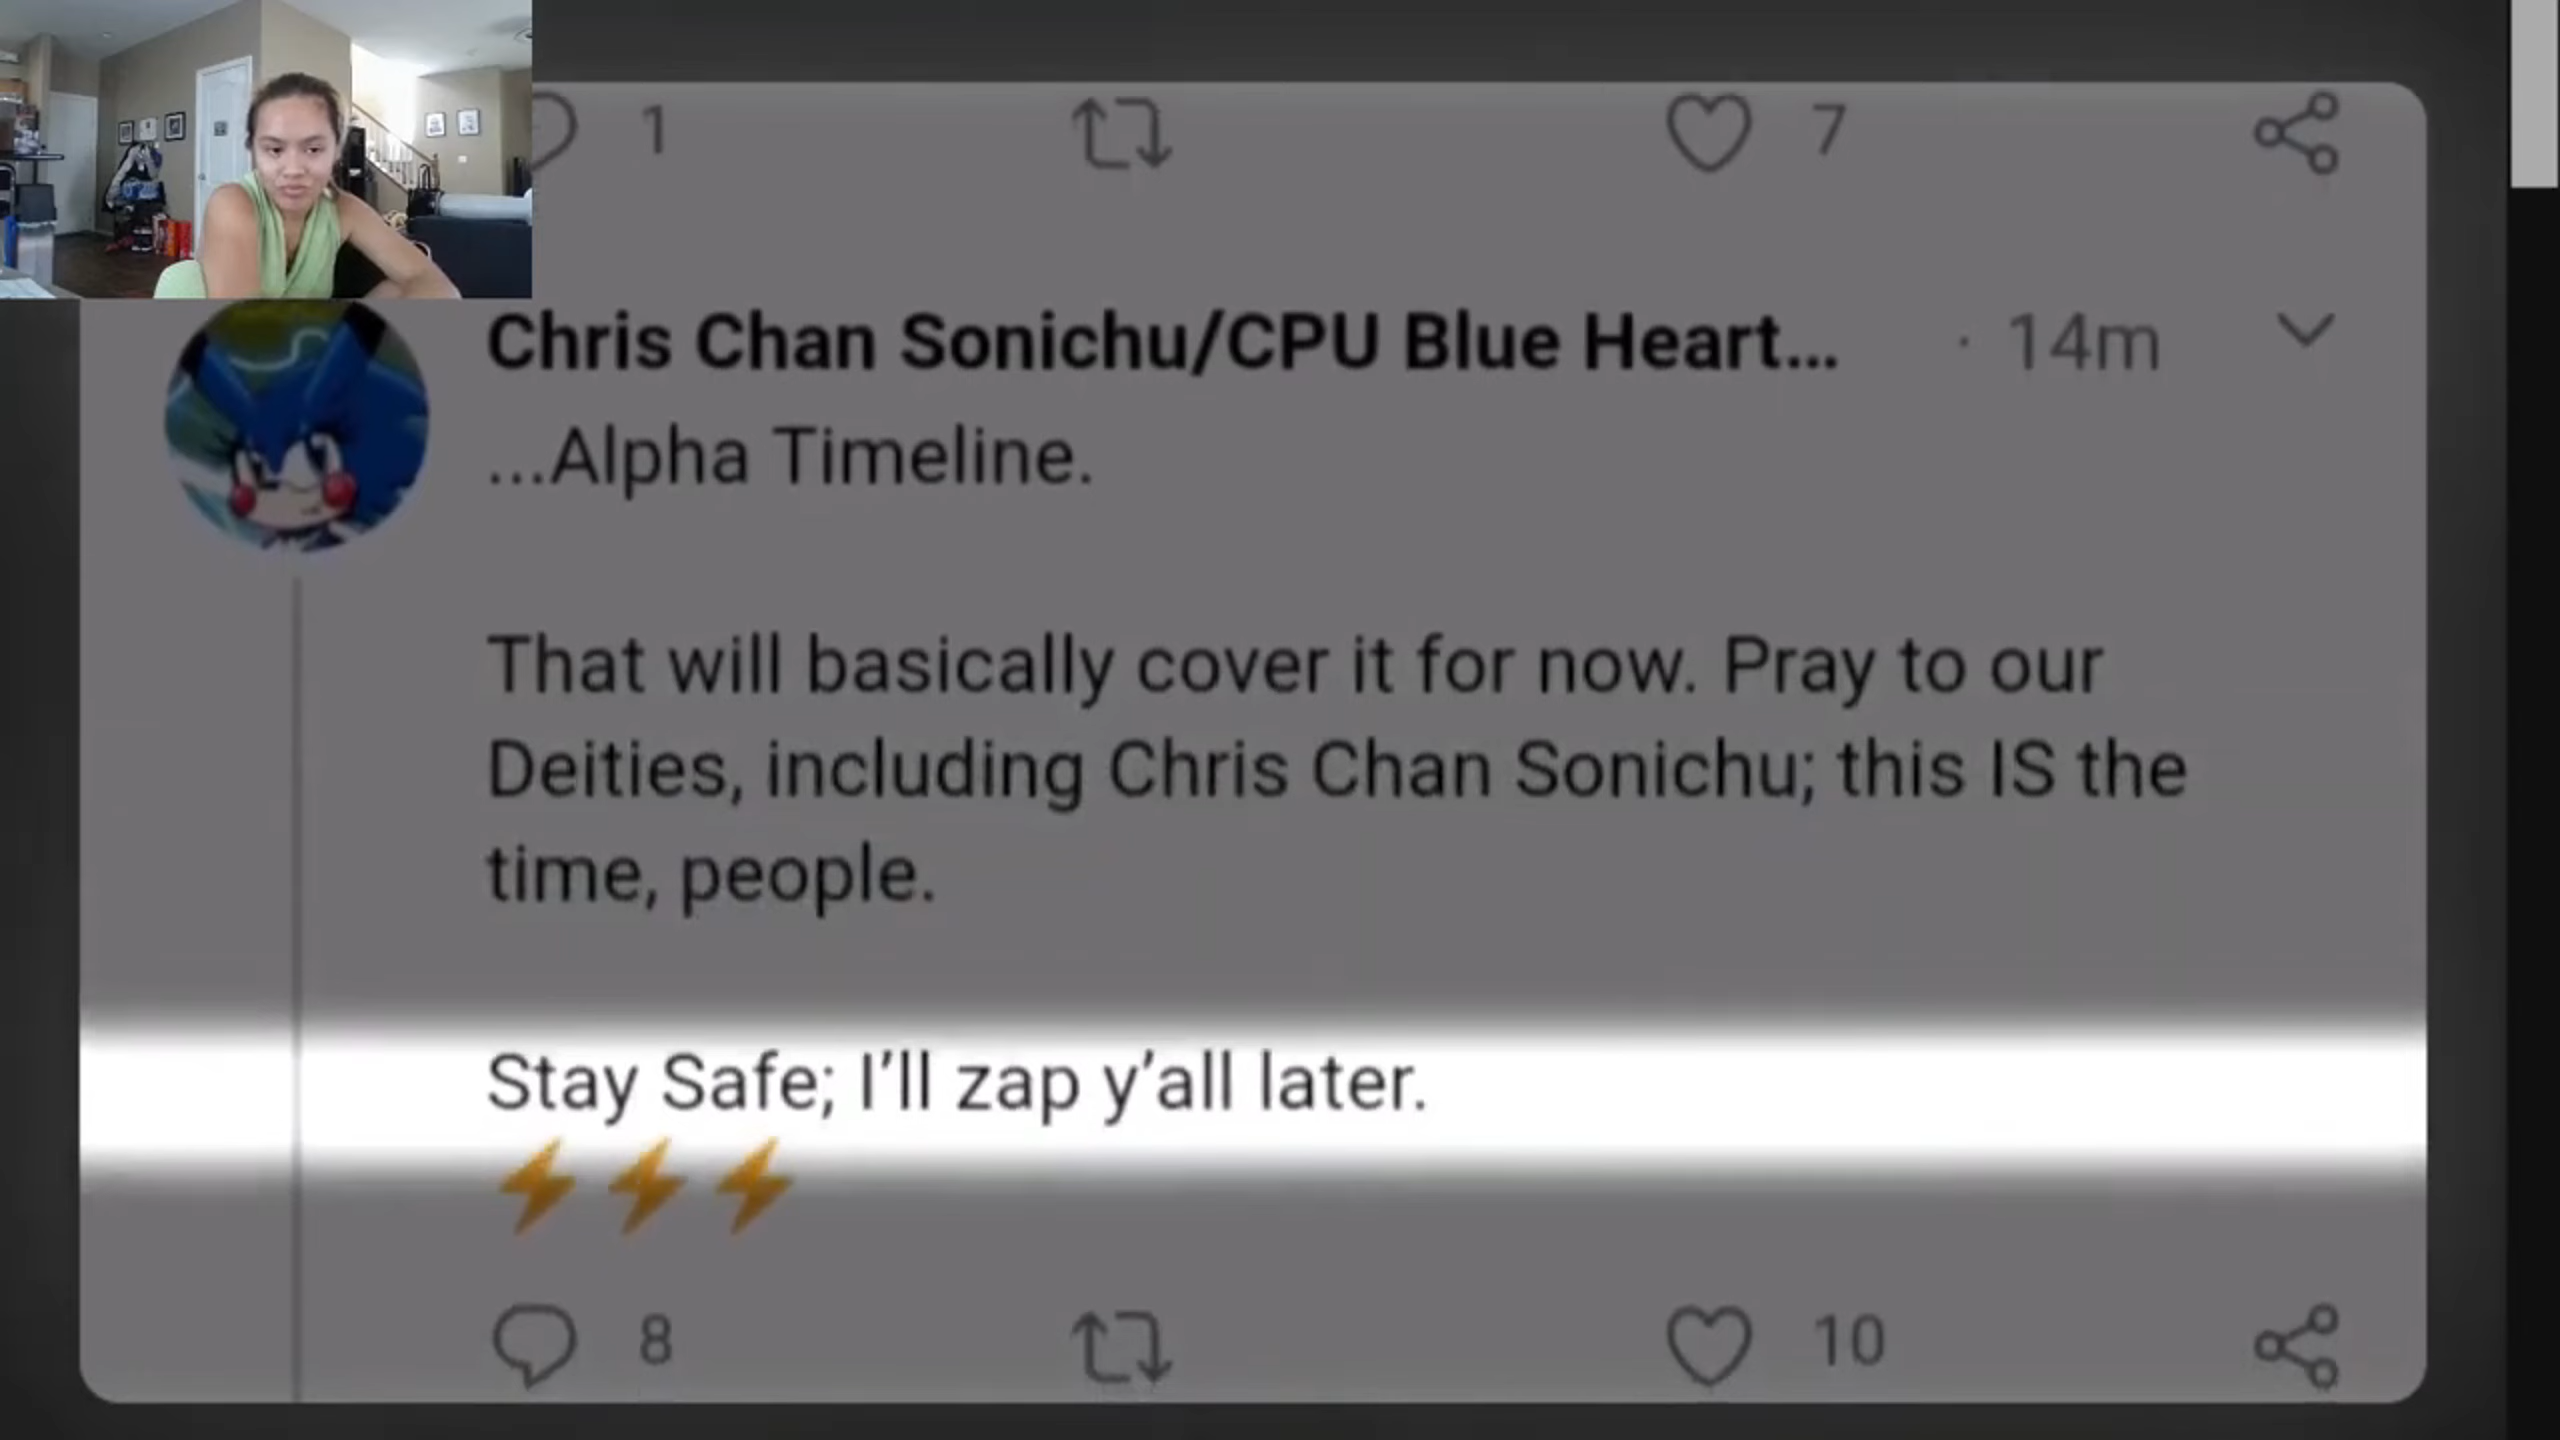 1 7
Chris Chan Sonichu/CPU Blue Heart... · 14m
...Alpha Timeline.
That will basically cover it for now. Pray to our
Deities, including Chris Chan Sonichu; this IS the
time, people.
Stay Safe; I'll zap y'all later.
⚡⚡⚡
8 10